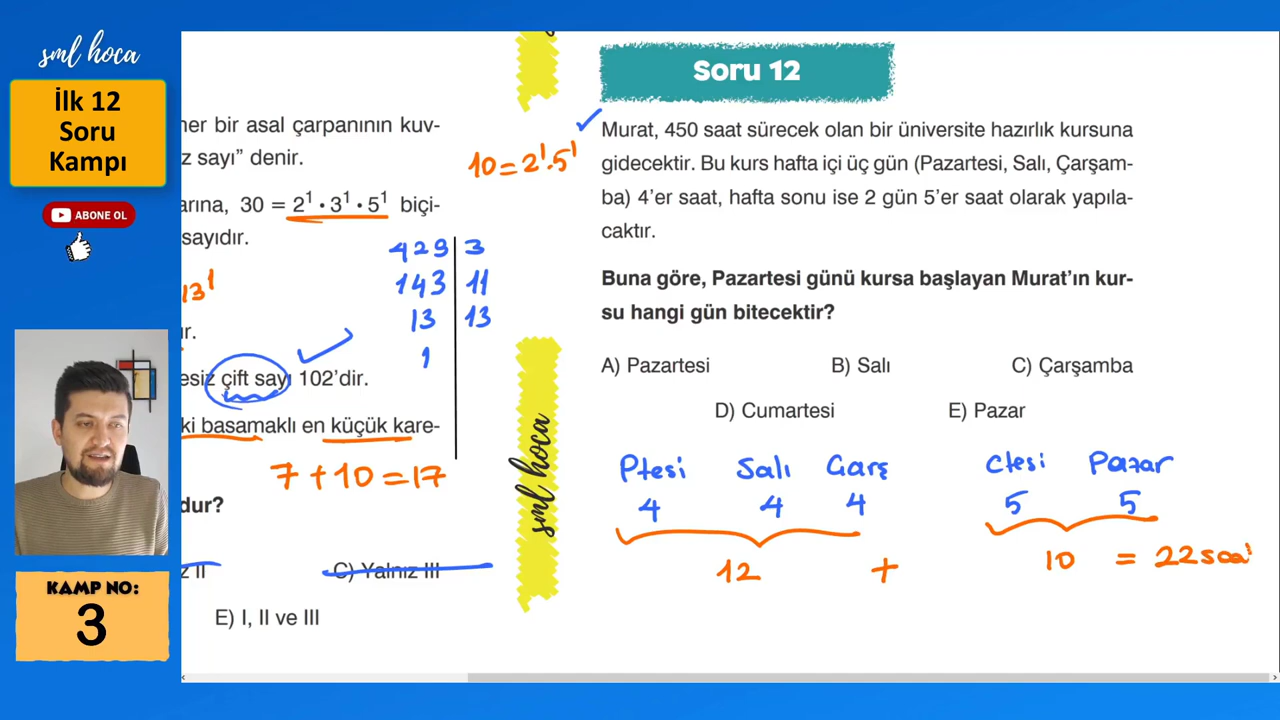 sml hoca
İlk 12
Soru
Kampı
ABONE OL
KAMP NO:
3
her bir asal çarpanının kuv-
z sayı” denir.
arına, 30 = 2¹ · 3¹ · 5¹ biçi-
sayıdır.
13¹
ır.
esiz çift sayı 102’dir.
ki basamaklı en küçük kare-
7 + 10 = 17
dur?
z II
C) Yalnız III
E) I, II ve III
429 3
143 11
13 13
1
10 = 2¹·5¹
sml hoca
Soru 12
Murat, 450 saat sürecek olan bir üniversite hazırlık kursuna
gidecektir. Bu kurs hafta içi üç gün (Pazartesi, Salı, Çarşam-
ba) 4’er saat, hafta sonu ise 2 gün 5’er saat olarak yapıla-
caktır.
Buna göre, Pazartesi günü kursa başlayan Murat’ın kur-
su hangi gün bitecektir?
A) Pazartesi B) Salı C) Çarşamba
D) Cumartesi E) Pazar
Ptesi Salı Çarş Ctesi Pazar
4 4 4 5 5
12 + 10 = 22 saat